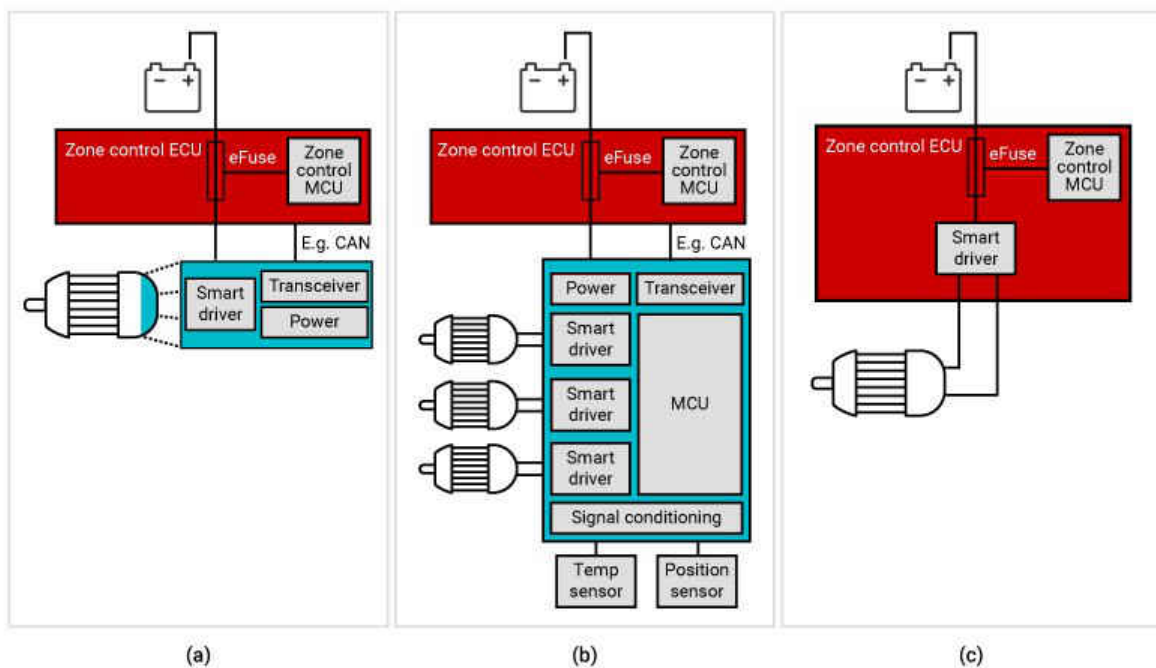 − +
Zone control ECU
eFuse
Zone
control
MCU
E.g. CAN
Smart
driver
Transceiver
Power
(a)
− +
Zone control ECU
eFuse
Zone
control
MCU
E.g. CAN
Power
Transceiver
Smart
driver
Smart
driver
Smart
driver
MCU
Signal conditioning
Temp
sensor
Position
sensor
(b)
− +
Zone control ECU
eFuse
Zone
control
MCU
Smart
driver
(c)